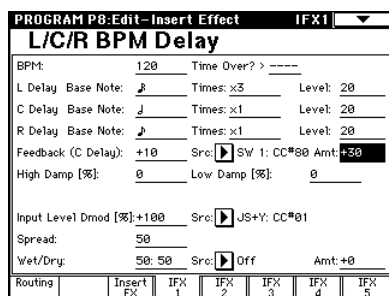 PROGRAM P8:Edit-Insert Effect IFX1
L/C/R BPM Delay
BPM: 120 Time Over? > ----
L Delay Base Note: ♪ Times: x3 Level: 20
C Delay Base Note: 𝅗𝅥 Times: x1 Level: 20
R Delay Base Note: ♪ Times: x1 Level: 20
Feedback (C Delay): +10 Src: SW 1: CC#80 Amt: +30
High Damp [%]: 0 Low Damp [%]: 0
Input Level Dmod [%]: +100 Src: JS+Y: CC#01
Spread: 50
Wet/Dry: 50: 50 Src: Off Amt: +0
Routing Insert FX IFX 1 IFX 2 IFX 3 IFX 4 IFX 5